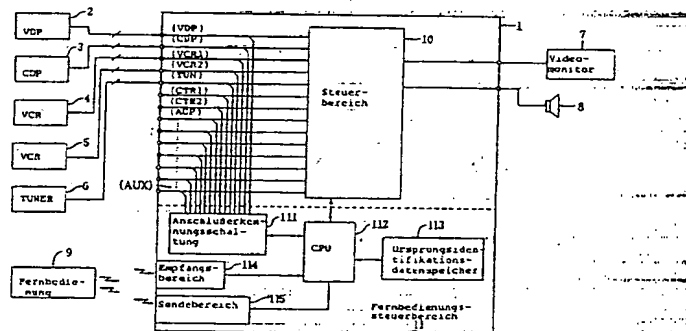 2
VDP
3
CDP
4
VCR
5
VCR
6
TUNER
9
Fernbedie-
nung
(VDP)
(CDP)
(VCR1)
(VCR2)
(TUN)
(CTR1)
(CTR2)
(ADP)
(AUX)
10
Steuer-
bereich
1
7
Video-
monitor
8
Anschlußerken-
nungsschal-
tung
111
112
CPU
113
Ursprungsiden-
tifikations-
datenspeicher
Empfangs-
bereich
114
Sendebereich
115
Fernbedienungs-
steuerbereich
11